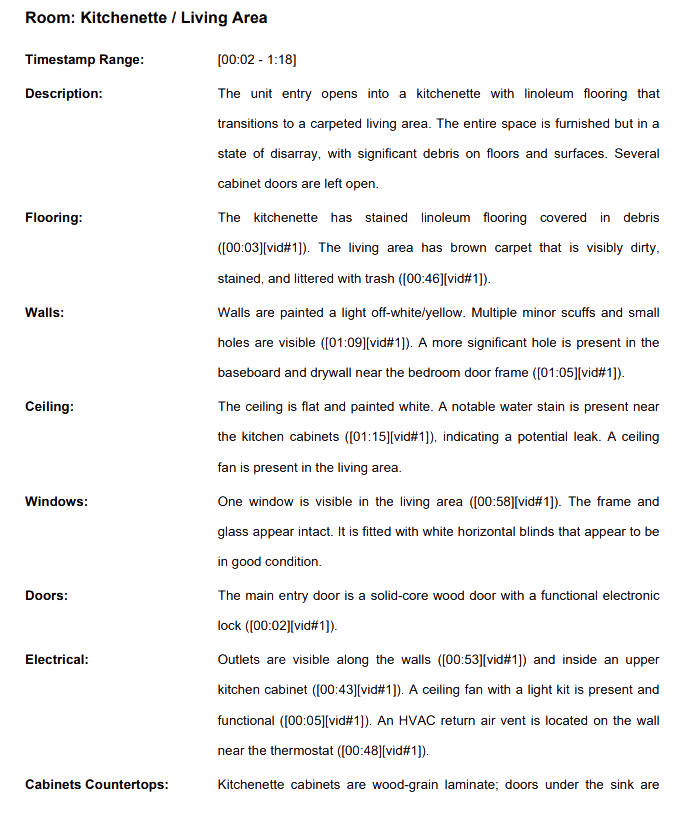 Room: Kitchenette / Living Area
Timestamp Range: [00:02 - 1:18]
Description: The unit entry opens into a kitchenette with linoleum flooring that
transitions to a carpeted living area. The entire space is furnished but in a
state of disarray, with significant debris on floors and surfaces. Several
cabinet doors are left open.
Flooring: The kitchenette has stained linoleum flooring covered in debris
([00:03][vid#1]). The living area has brown carpet that is visibly dirty,
stained, and littered with trash ([00:46][vid#1]).
Walls: Walls are painted a light off-white/yellow. Multiple minor scuffs and small
holes are visible ([01:09][vid#1]). A more significant hole is present in the
baseboard and drywall near the bedroom door frame ([01:05][vid#1]).
Ceiling: The ceiling is flat and painted white. A notable water stain is present near
the kitchen cabinets ([01:15][vid#1]), indicating a potential leak. A ceiling
fan is present in the living area.
Windows: One window is visible in the living area ([00:58][vid#1]). The frame and
glass appear intact. It is fitted with white horizontal blinds that appear to be
in good condition.
Doors: The main entry door is a solid-core wood door with a functional electronic
lock ([00:02][vid#1]).
Electrical: Outlets are visible along the walls ([00:53][vid#1]) and inside an upper
kitchen cabinet ([00:43][vid#1]). A ceiling fan with a light kit is present and
functional ([00:05][vid#1]). An HVAC return air vent is located on the wall
near the thermostat ([00:48][vid#1]).
Cabinets Countertops: Kitchenette cabinets are wood-grain laminate; doors under the sink are